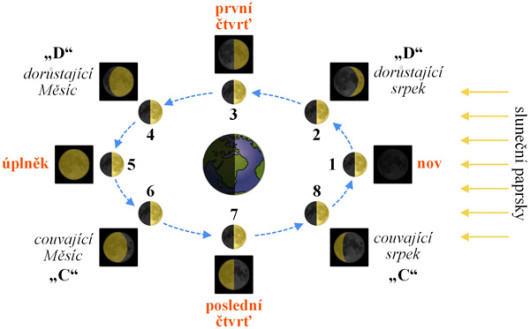 první
čtvrť
„D“
dorůstající
Měsíc
„D“
dorůstající
srpek
3
4
2
úplněk
5
1
nov
sluneční paprsky
6
8
7
couvající
Měsíc
„C“
couvající
srpek
„C“
poslední
čtvrť